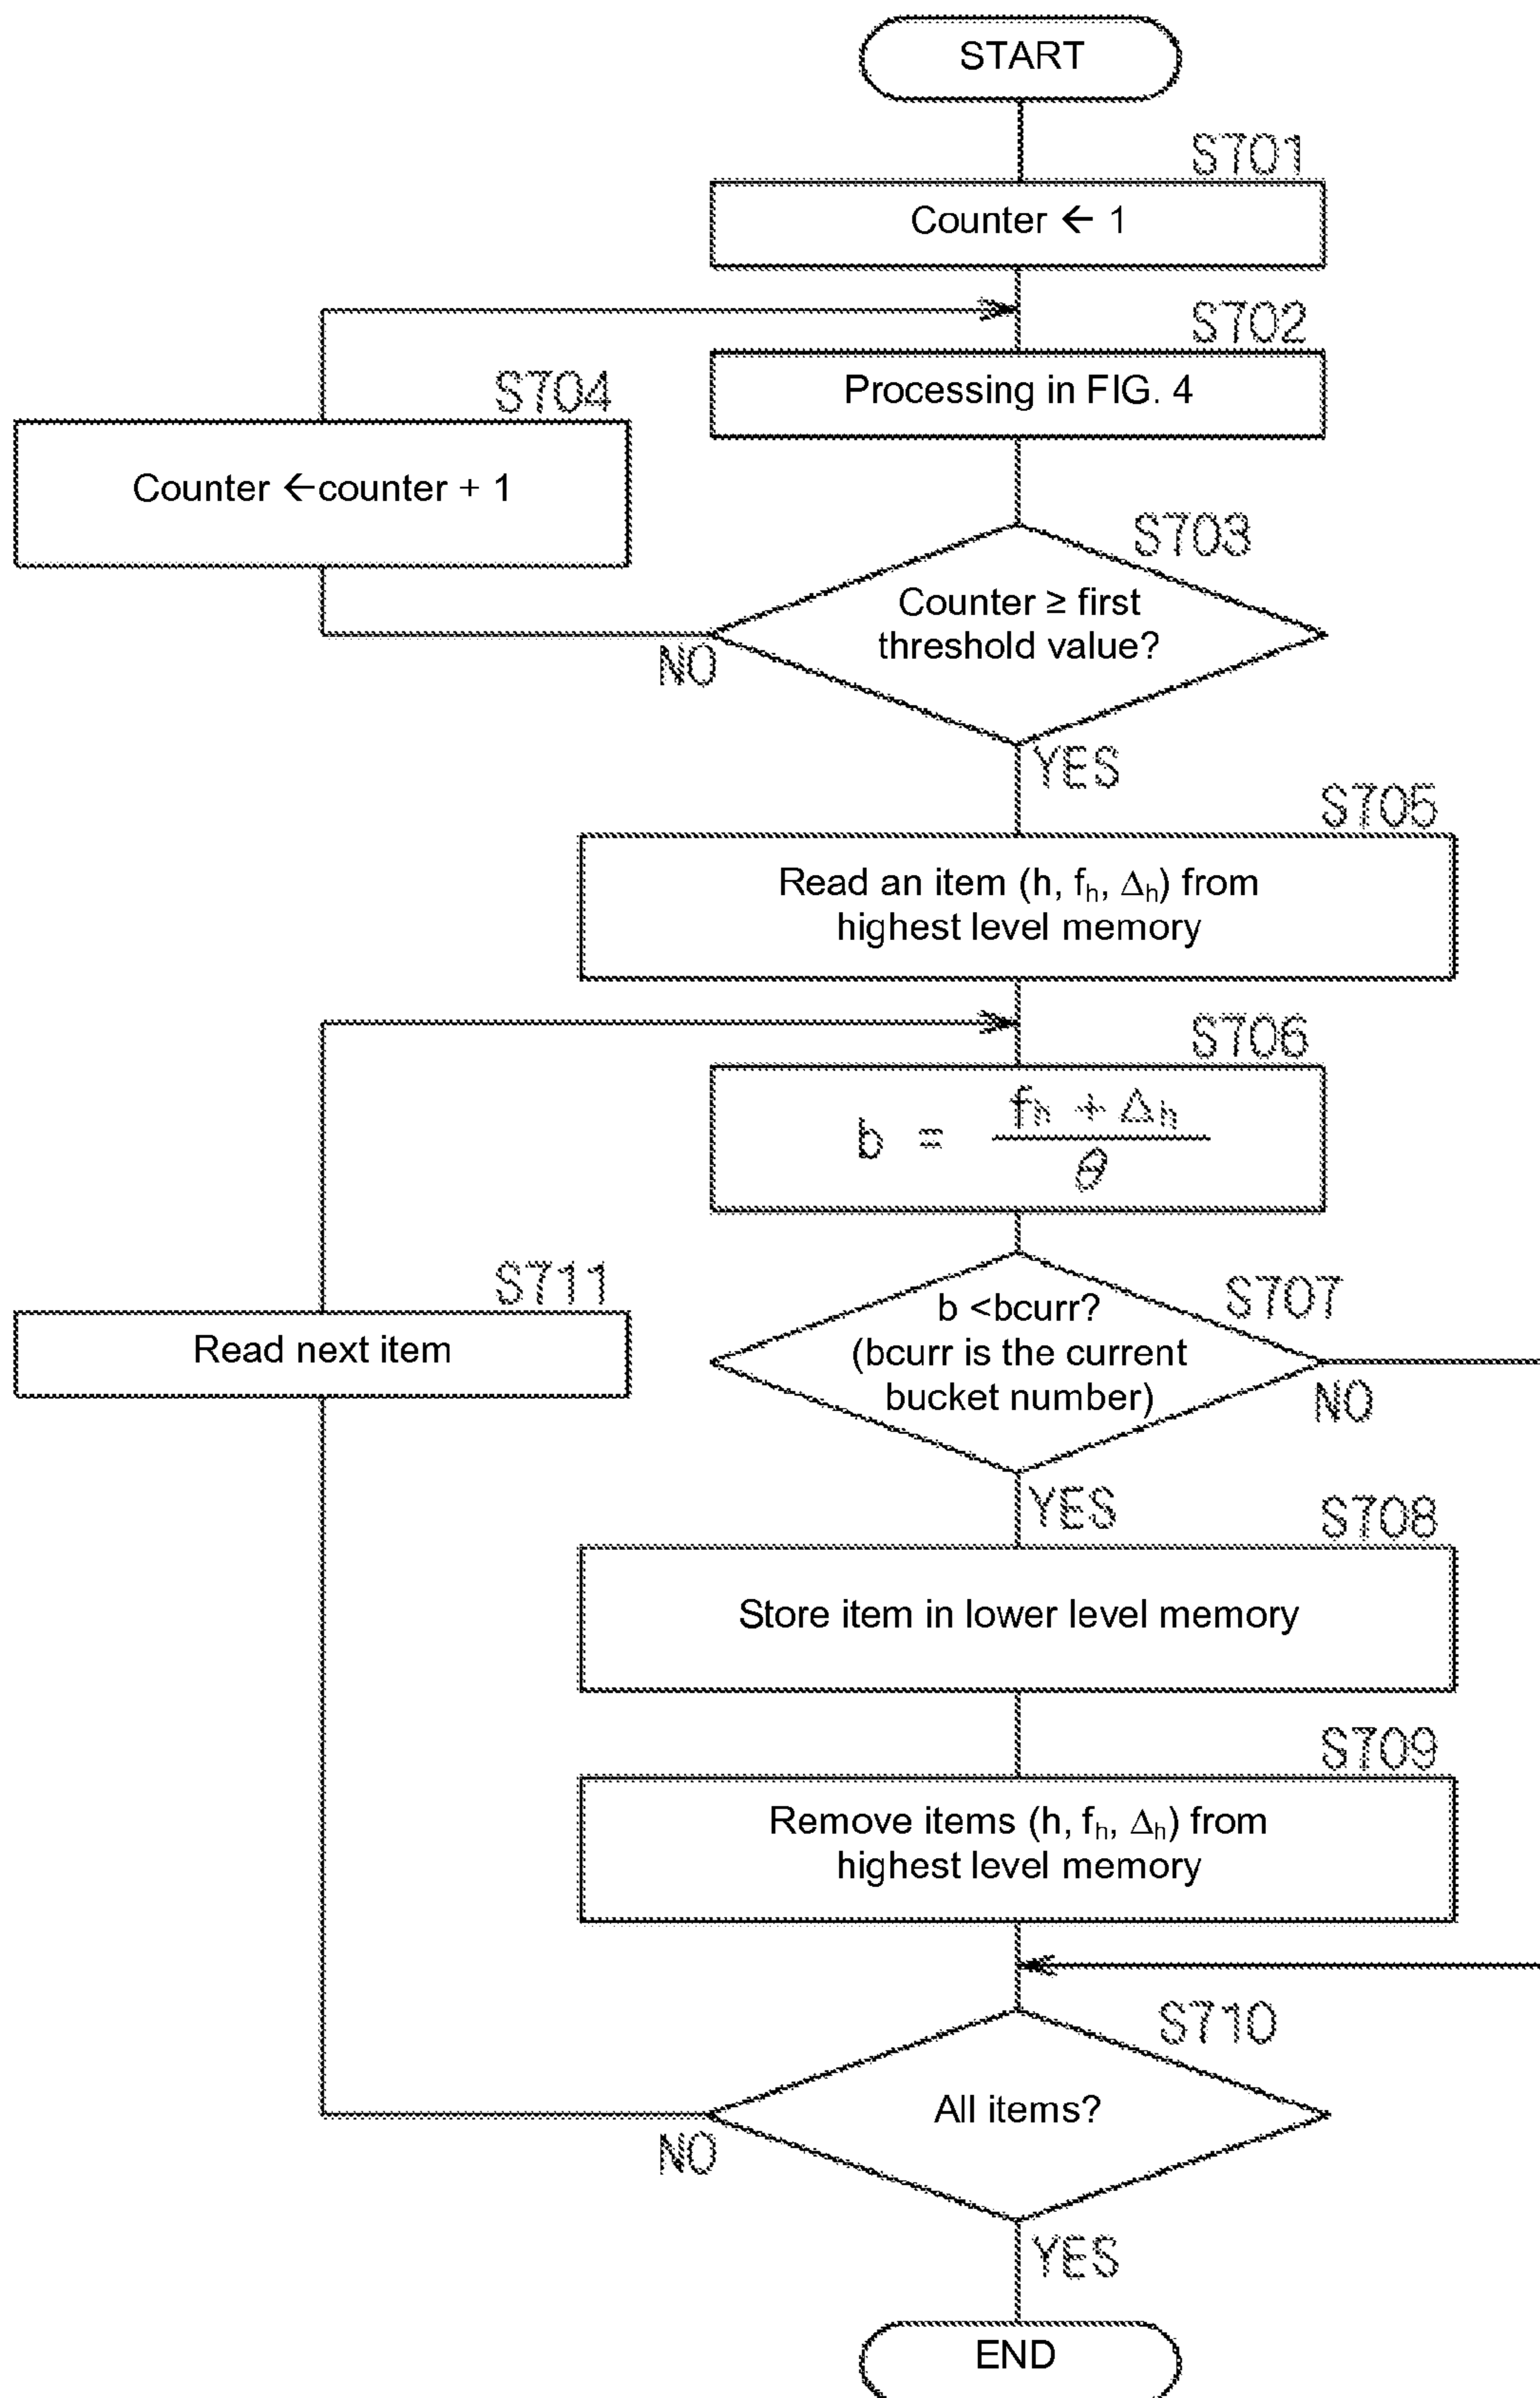 START
S701
Counter ← 1
S702
Processing in FIG. 4
S704
Counter ←counter + 1
S703
Counter ≥ first
threshold value?
NO
YES
S705
Read an item (h, fₕ, Δₕ) from
highest level memory
S706
b = (fₕ + Δₕ) / θ
S711
Read next item
S707
b <bcurr?
(bcurr is the current
bucket number)
NO
YES
S708
Store item in lower level memory
S709
Remove items (h, fₕ, Δₕ) from
highest level memory
S710
All items?
NO
YES
END